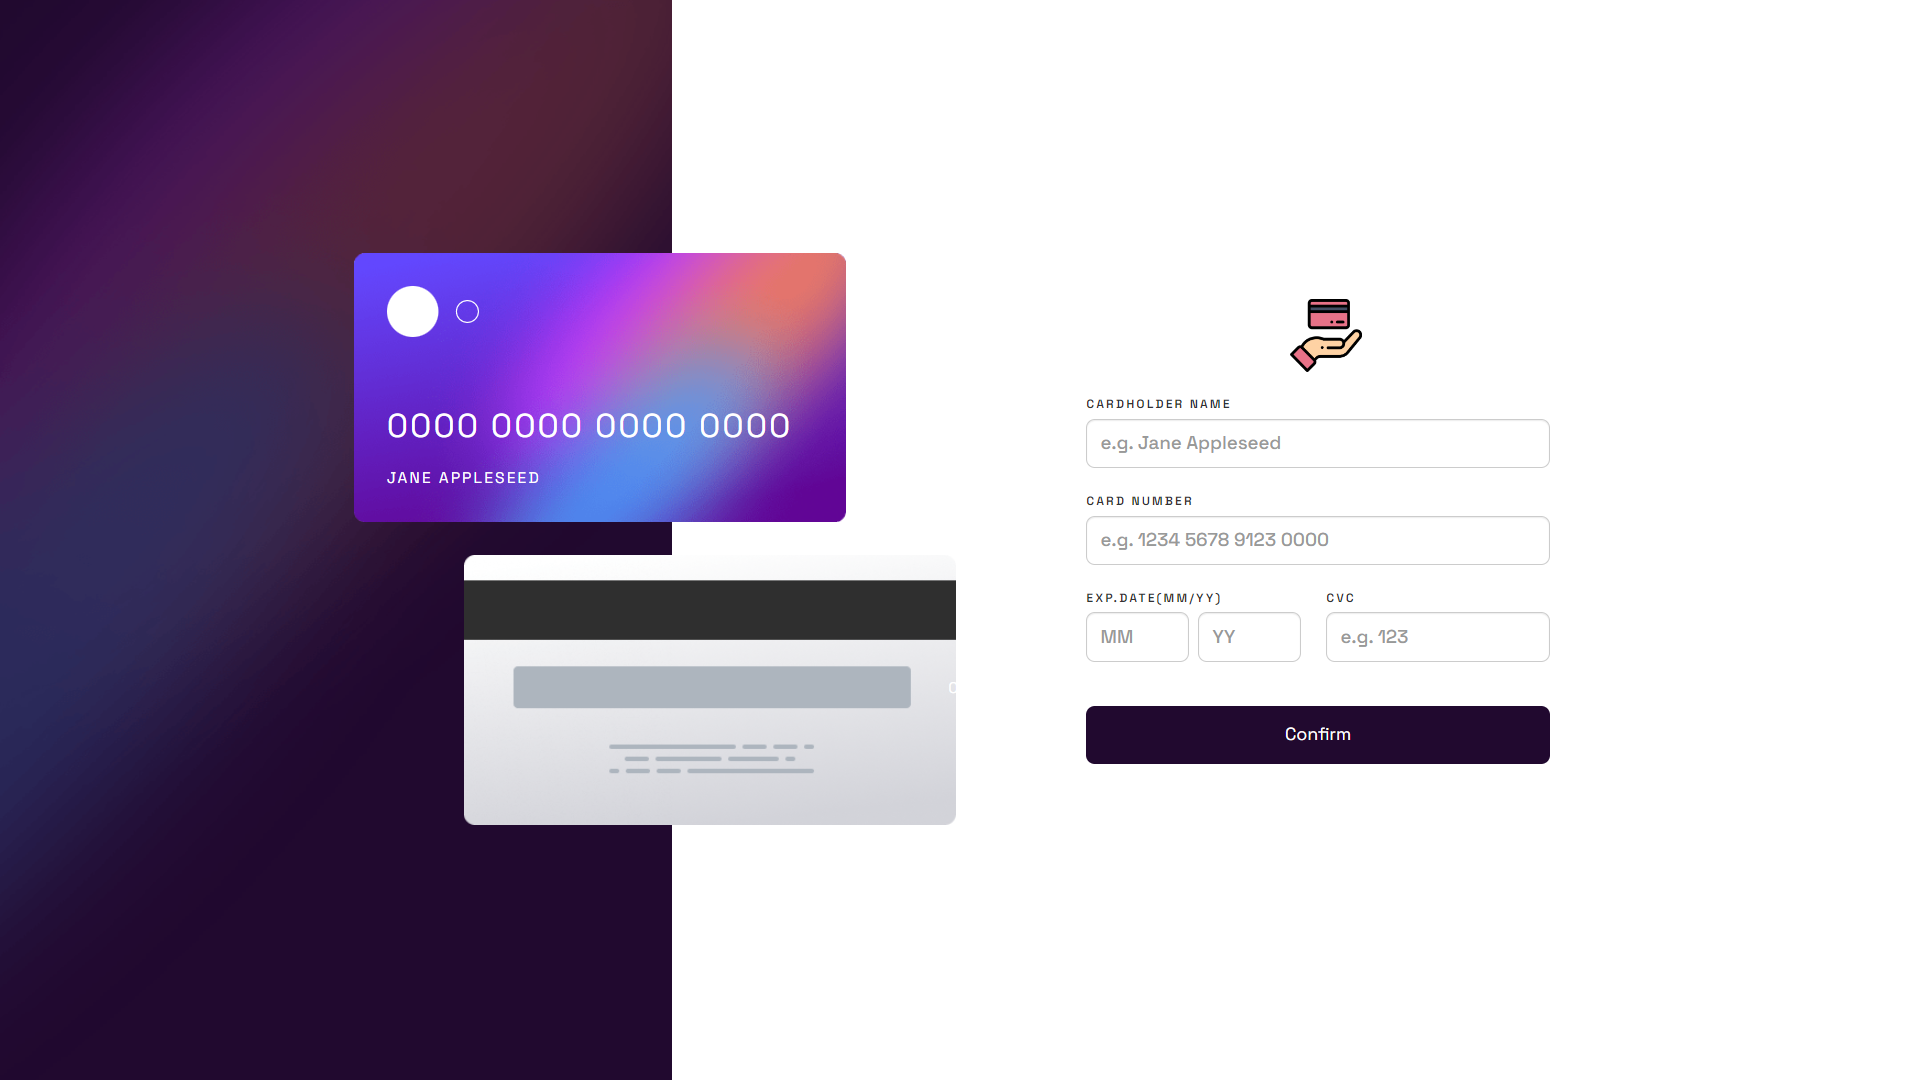 0000 0000 0000 0000
JANE APPLESEED
CARDHOLDER NAME
e.g. Jane Appleseed
CARD NUMBER
e.g. 1234 5678 9123 0000
EXP.DATE(MM/YY) CVC
MM YY e.g. 123
Confirm